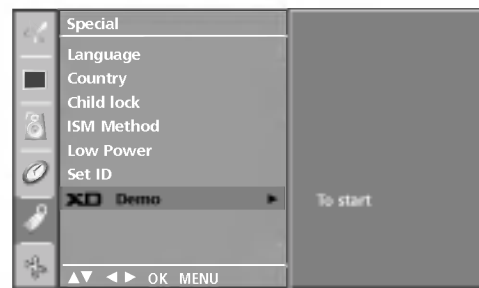 Special
Language
Country
Child lock
ISM Method
Low Power
Set ID
XD Demo ► To start
▲▼ ◄► OK MENU